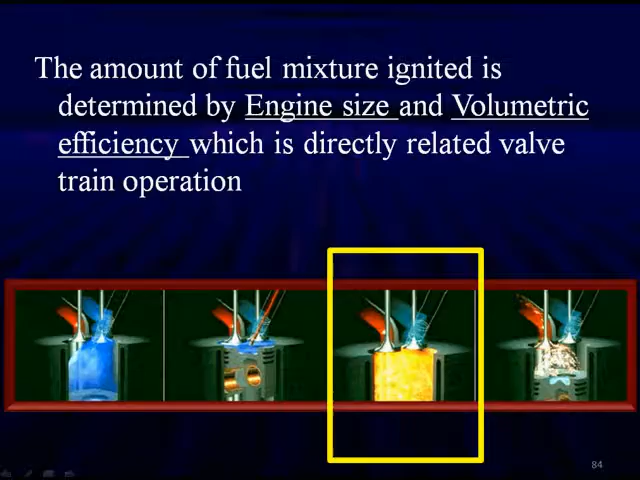 The amount of fuel mixture ignited is
determined by Engine size and Volumetric
efficiency which is directly related valve
train operation
84